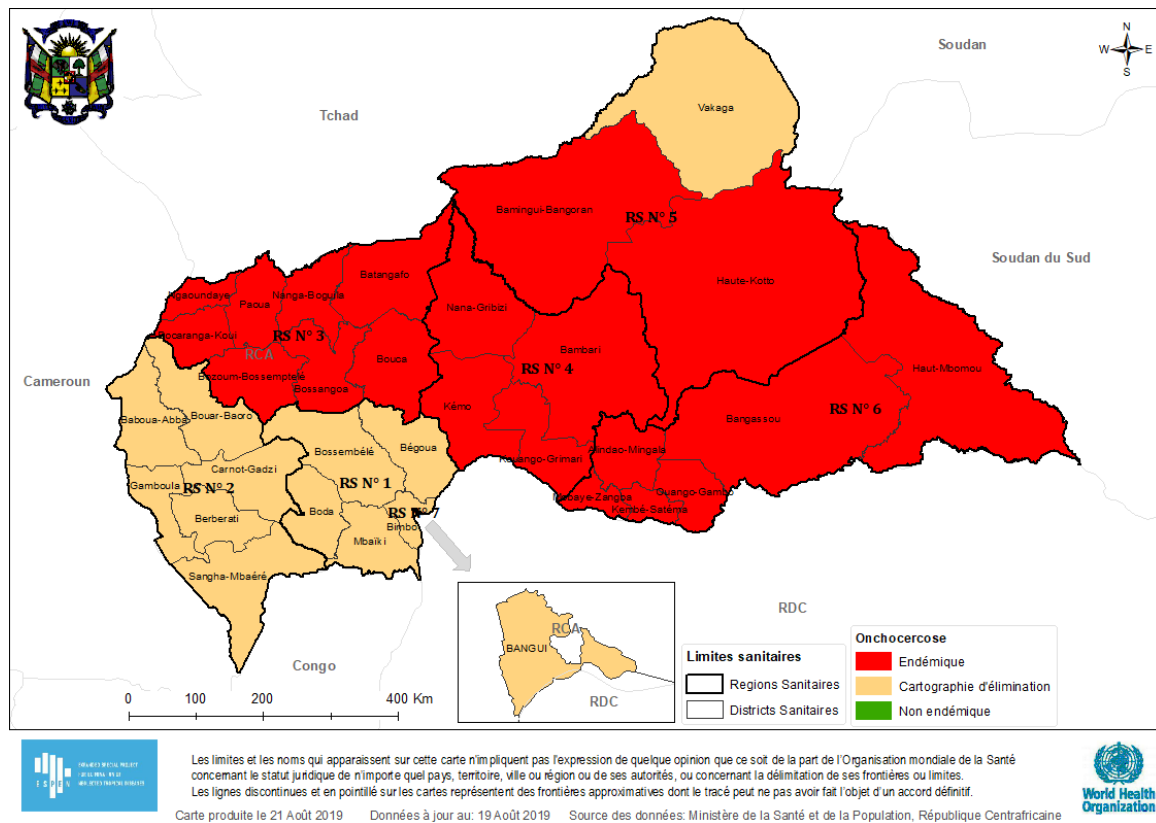 N
W E
S
Soudan
Tchad
Vakaga
Bamingui-Bangoran
RS N° 5
Soudan du Sud
Haute-Kotto
Batangafo
Ngaoundaye
Paoua
Nanga-Boguila
Nana-Gribizi
Bocaranga-Koui
RS N° 3
RCA
Bouca
Bambari
RS N° 4
Haut-Mbomou
Cameroun
Bozoum-Bossemptélé
Bossangoa
Kémo
Bangassou
RS N° 6
Baboua-Abba
Bouar-Baoro
Bossembélé
Bégoua
Alindao-Mingala
Kouango-Grimari
Carnot-Gadzi
Gamboula
RS N° 2
RS N° 1
Ouango-Gambo
Mobaye-Zangba
Kembé-Satéma
Berberati
Boda
RS N° 7
Bimbo
Mbaïki
Sangha-Mbaéré
RDC
Congo
RCA
BANGUI
RDC
0 100 200 400 Km
Limites sanitaires
Regions Sanitaires
Districts Sanitaires
Onchocercose
Endémique
Cartographie d'élimination
Non endémique
ESPEN
Les limites et les noms qui apparaissent sur cette carte n'impliquent pas l'expression de quelque opinion que ce soit de la part de l'Organisation mondiale de la Santé
concernant le statut juridique de n'importe quel pays, territoire, ville ou région ou de ses autorités, ou concernant la délimitation de ses frontières ou limites.
Les lignes discontinues et en pointillé sur les cartes représentent des frontières approximatives dont le tracé peut ne pas avoir fait l'objet d'un accord définitif.
World Health
Organization
Carte produite le 21 Août 2019 Données à jour au: 19 Août 2019 Source des données: Ministère de la Santé et de la Population, République Centrafricaine